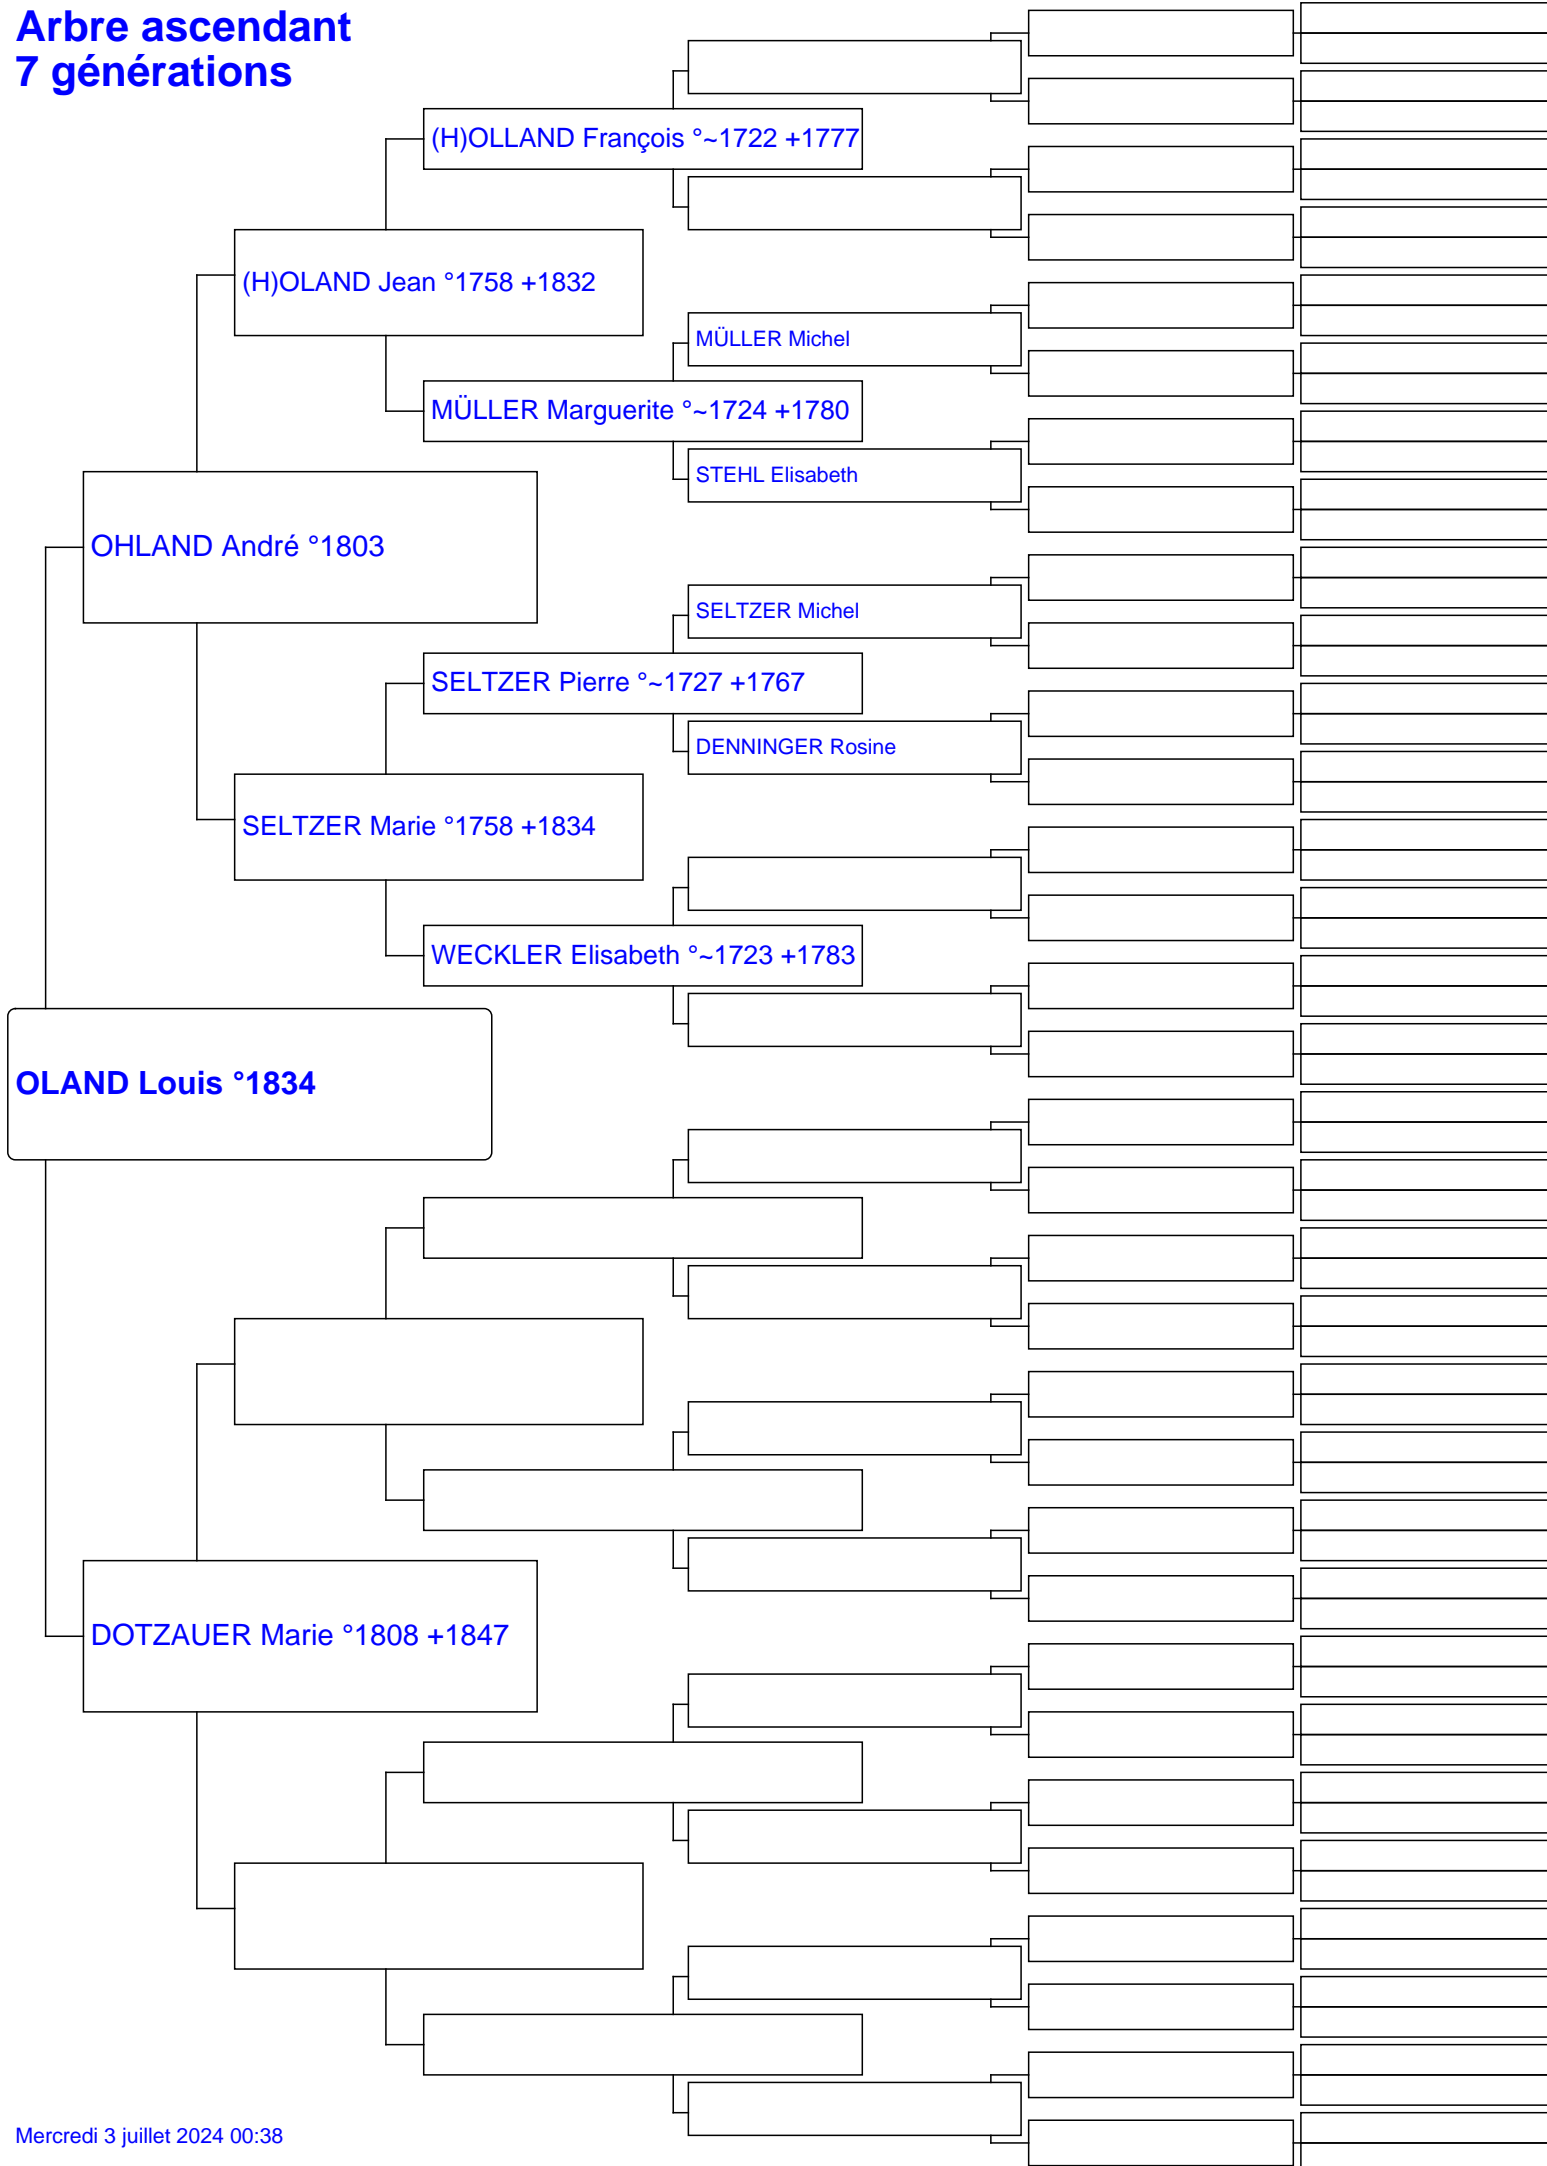 Arbre ascendant
7 générations
(H)OLLAND François °~1722 +1777
(H)OLAND Jean °1758 +1832
MÜLLER Michel
MÜLLER Marguerite °~1724 +1780
STEHL Elisabeth
OHLAND André °1803
SELTZER Michel
SELTZER Pierre °~1727 +1767
DENNINGER Rosine
SELTZER Marie °1758 +1834
WECKLER Elisabeth °~1723 +1783
OLAND Louis °1834
DOTZAUER Marie °1808 +1847
Mercredi 3 juillet 2024 00:38